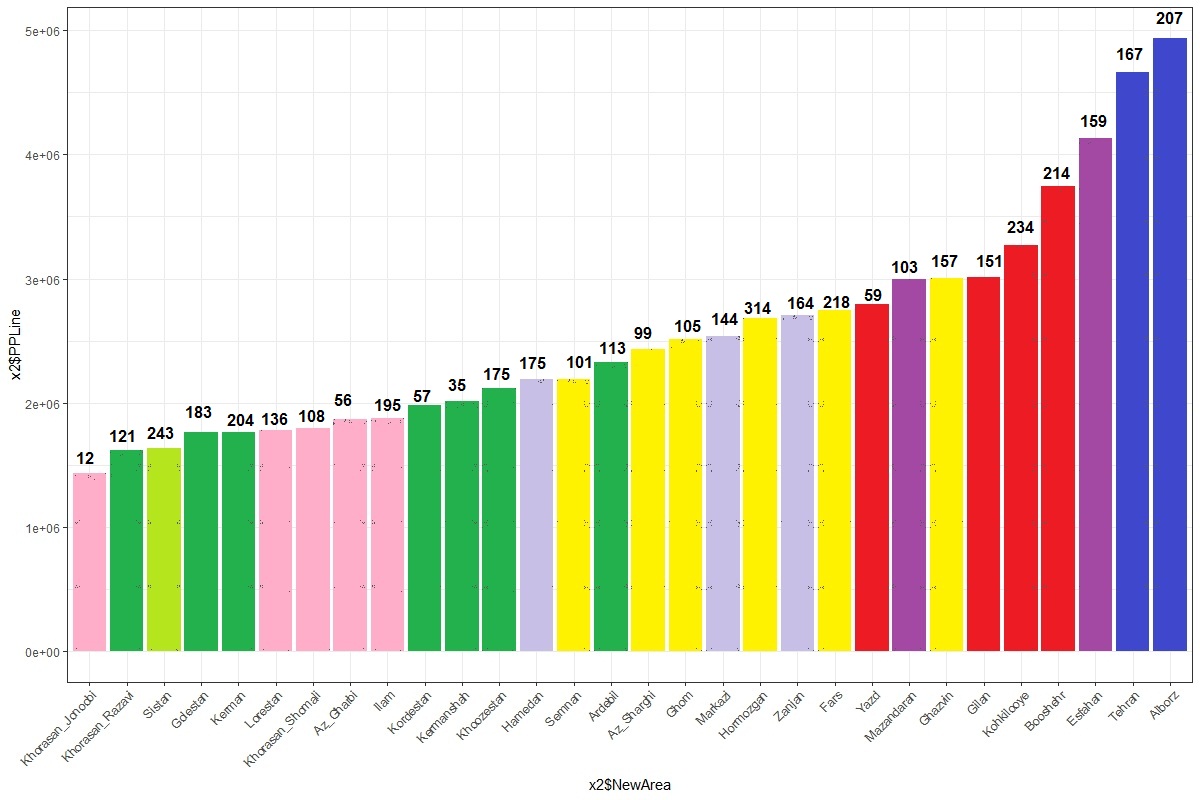 207
5e+06
167
159
4e+06
214
234
3e+06
151
157
103
59
218
164
314
144
105
99
113
101
175
175
35
57
195
56
108
136
204
183
243
121
12
2e+06
1e+06
0e+00
x2$PPLine
Khorasan_Jonoobi
Khorasan_Razavi
Sistan
Golestan
Kerman
Lorestan
Khorasan_Shomali
Az_Gharbi
Ilam
Kordestan
Kermanshah
Khoozestan
Hamedan
Semnan
Ardebil
Az_Sharghi
Ghom
Markazi
Hormozgan
Zanjan
Fars
Yazd
Mazandaran
Ghazvin
Gilan
Kohkilooye
Booshehr
Esfahan
Tehran
Alborz
x2$NewArea